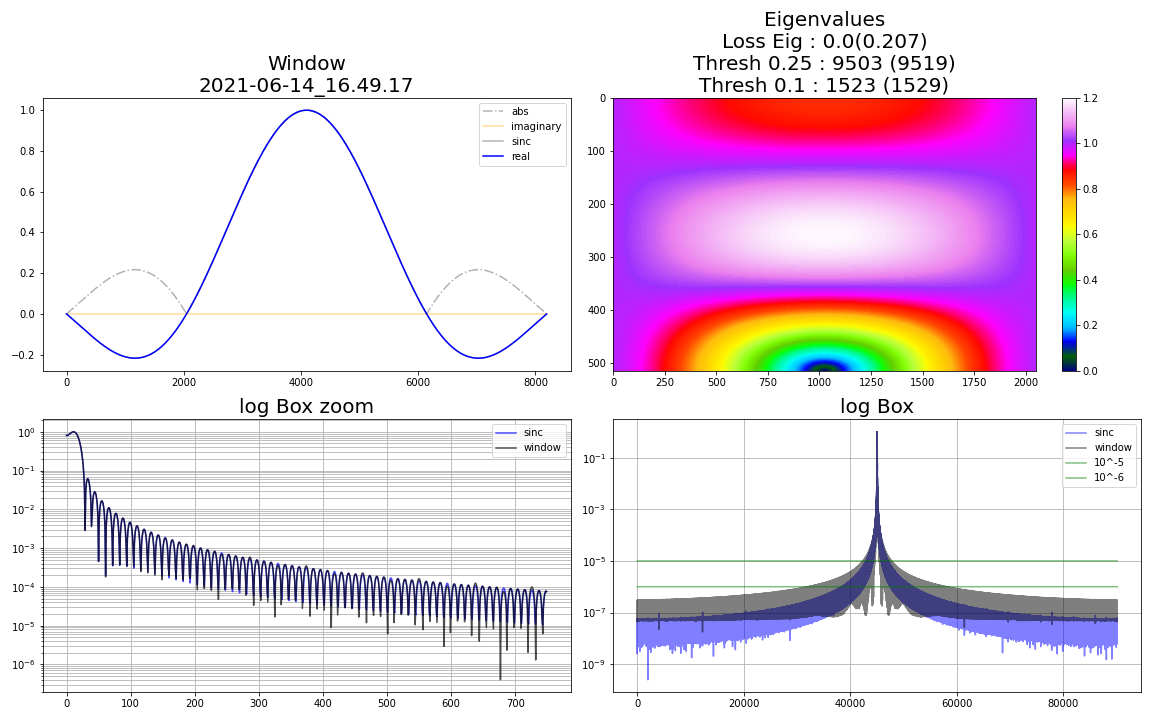 Window
2021-06-14_16.49.17
1.0
0.8
0.6
0.4
0.2
0.0
−0.2
0 2000 4000 6000 8000
abs
imaginary
sinc
real
Eigenvalues
Loss Eig : 0.0(0.207)
Thresh 0.25 : 9503 (9519)
Thresh 0.1 : 1523 (1529)
0
100
200
300
400
500
0 250 500 750 1000 1250 1500 1750 2000
1.2
1.0
0.8
0.6
0.4
0.2
0.0
log Box zoom
10^0
10^-1
10^-2
10^-3
10^-4
10^-5
10^-6
0 100 200 300 400 500 600 700
sinc
window
log Box
10^-1
10^-3
10^-5
10^-7
10^-9
0 20000 40000 60000 80000
sinc
window
10^-5
10^-6